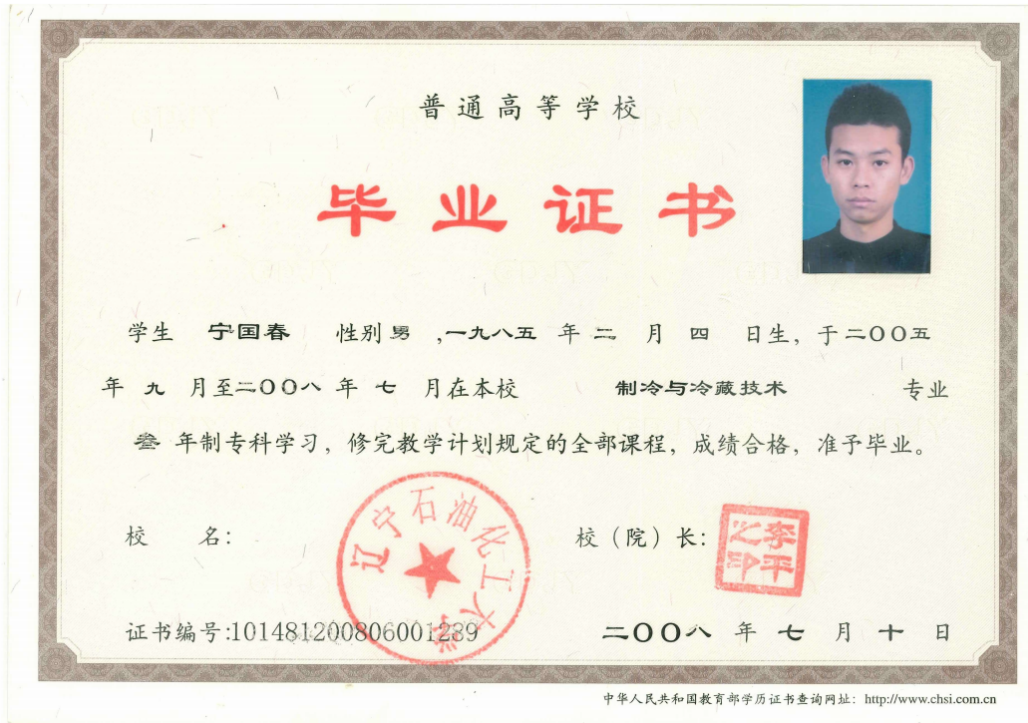 普通高等学校
毕业证书
学生 宁国春 性别 男 ,一九八五 年 二 月 四 日生，于二〇〇五
年 九 月至二〇〇八 年 七 月在本校 制冷与冷藏技术 专业
叁 年制专科学习，修完教学计划规定的全部课程，成绩合格，准予毕业。
校 名： 辽宁石油化工大学
校（院）长： 李平之印
证书编号:101481200806001289
二〇〇八 年 七 月 十 日
中华人民共和国教育部学历证书查询网址：http://www.chsi.com.cn